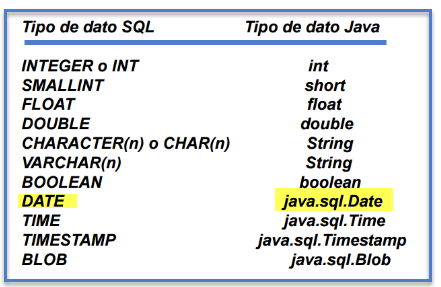 Tipo de dato SQL Tipo de dato Java
INTEGER o INT int
SMALLINT short
FLOAT float
DOUBLE double
CHARACTER(n) o CHAR(n) String
VARCHAR(n) String
BOOLEAN boolean
DATE java.sql.Date
TIME java.sql.Time
TIMESTAMP java.sql.Timestamp
BLOB java.sql.Blob